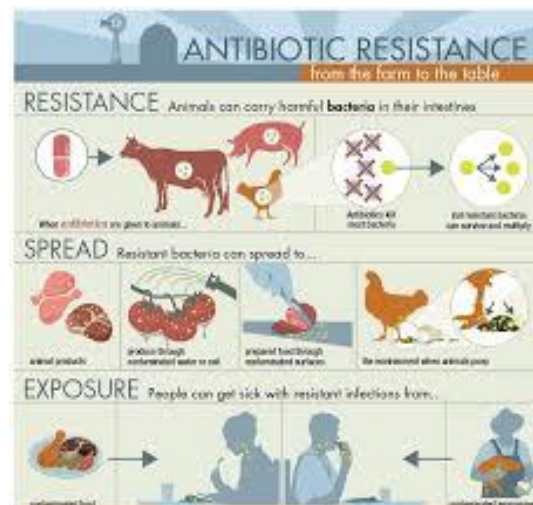 ANTIBIOTIC RESISTANCE
from the farm to the table
RESISTANCE Animals can carry harmful bacteria in their intestines
When antibiotics are given to animals...
Antibiotics kill
most bacteria
But resistant bacteria
can survive and multiply
SPREAD Resistant bacteria can spread to...
animal products
produce through
contaminated water or soil
prepared food through
contaminated surfaces
the environment when animals poop
EXPOSURE People can get sick with resistant infections from...
contaminated food